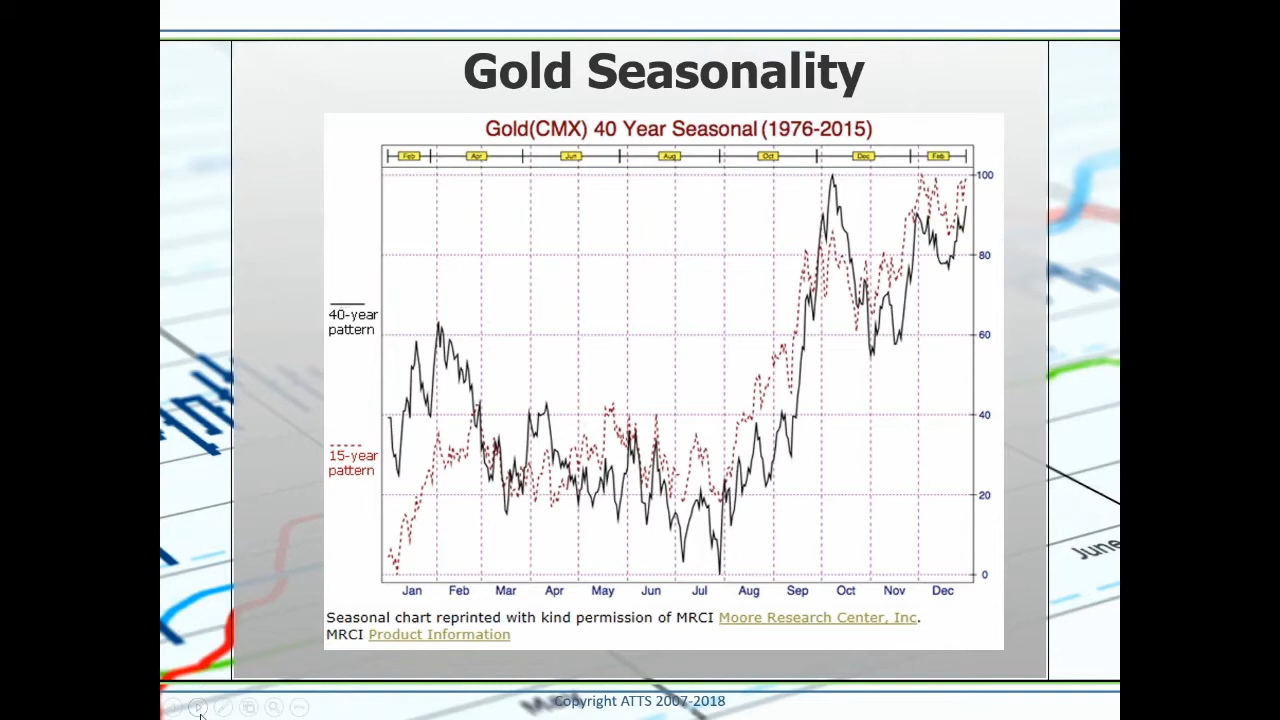 Gold Seasonality
Gold(CMX) 40 Year Seasonal (1976-2015)
Feb Apr Jun Aug Oct Dec Feb
100
80
60
40
20
0
40-year
pattern
15-year
pattern
Jan Feb Mar Apr May Jun Jul Aug Sep Oct Nov Dec
Seasonal chart reprinted with kind permission of MRCI Moore Research Center, Inc.
MRCI Product Information
June
Copyright ATTS 2007-2018